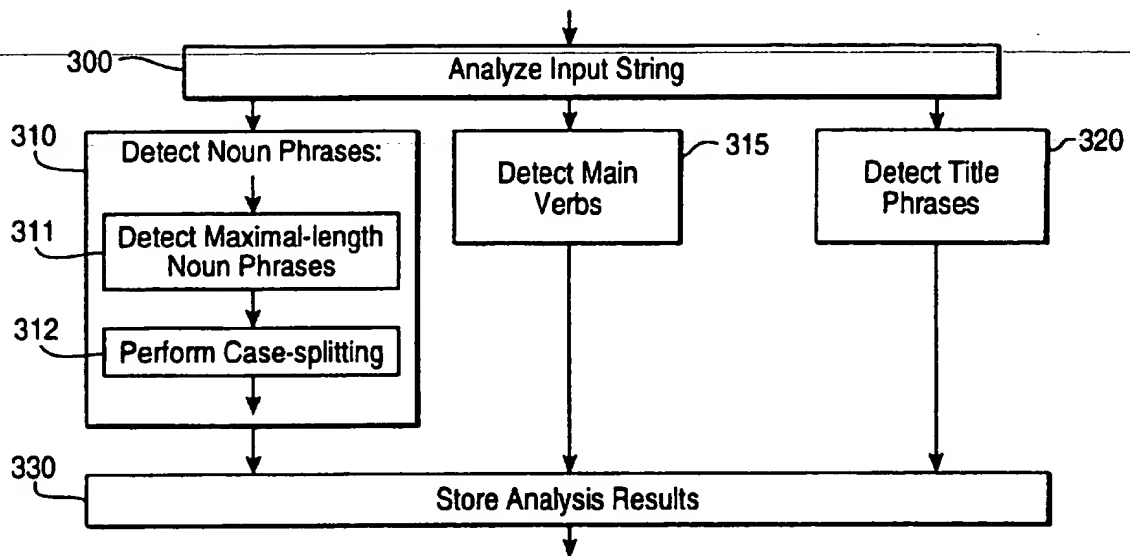 300
Analyze Input String
310
Detect Noun Phrases:
311
Detect Maximal-length
Noun Phrases
312
Perform Case-splitting
Detect Main
Verbs
315
Detect Title
Phrases
320
330
Store Analysis Results